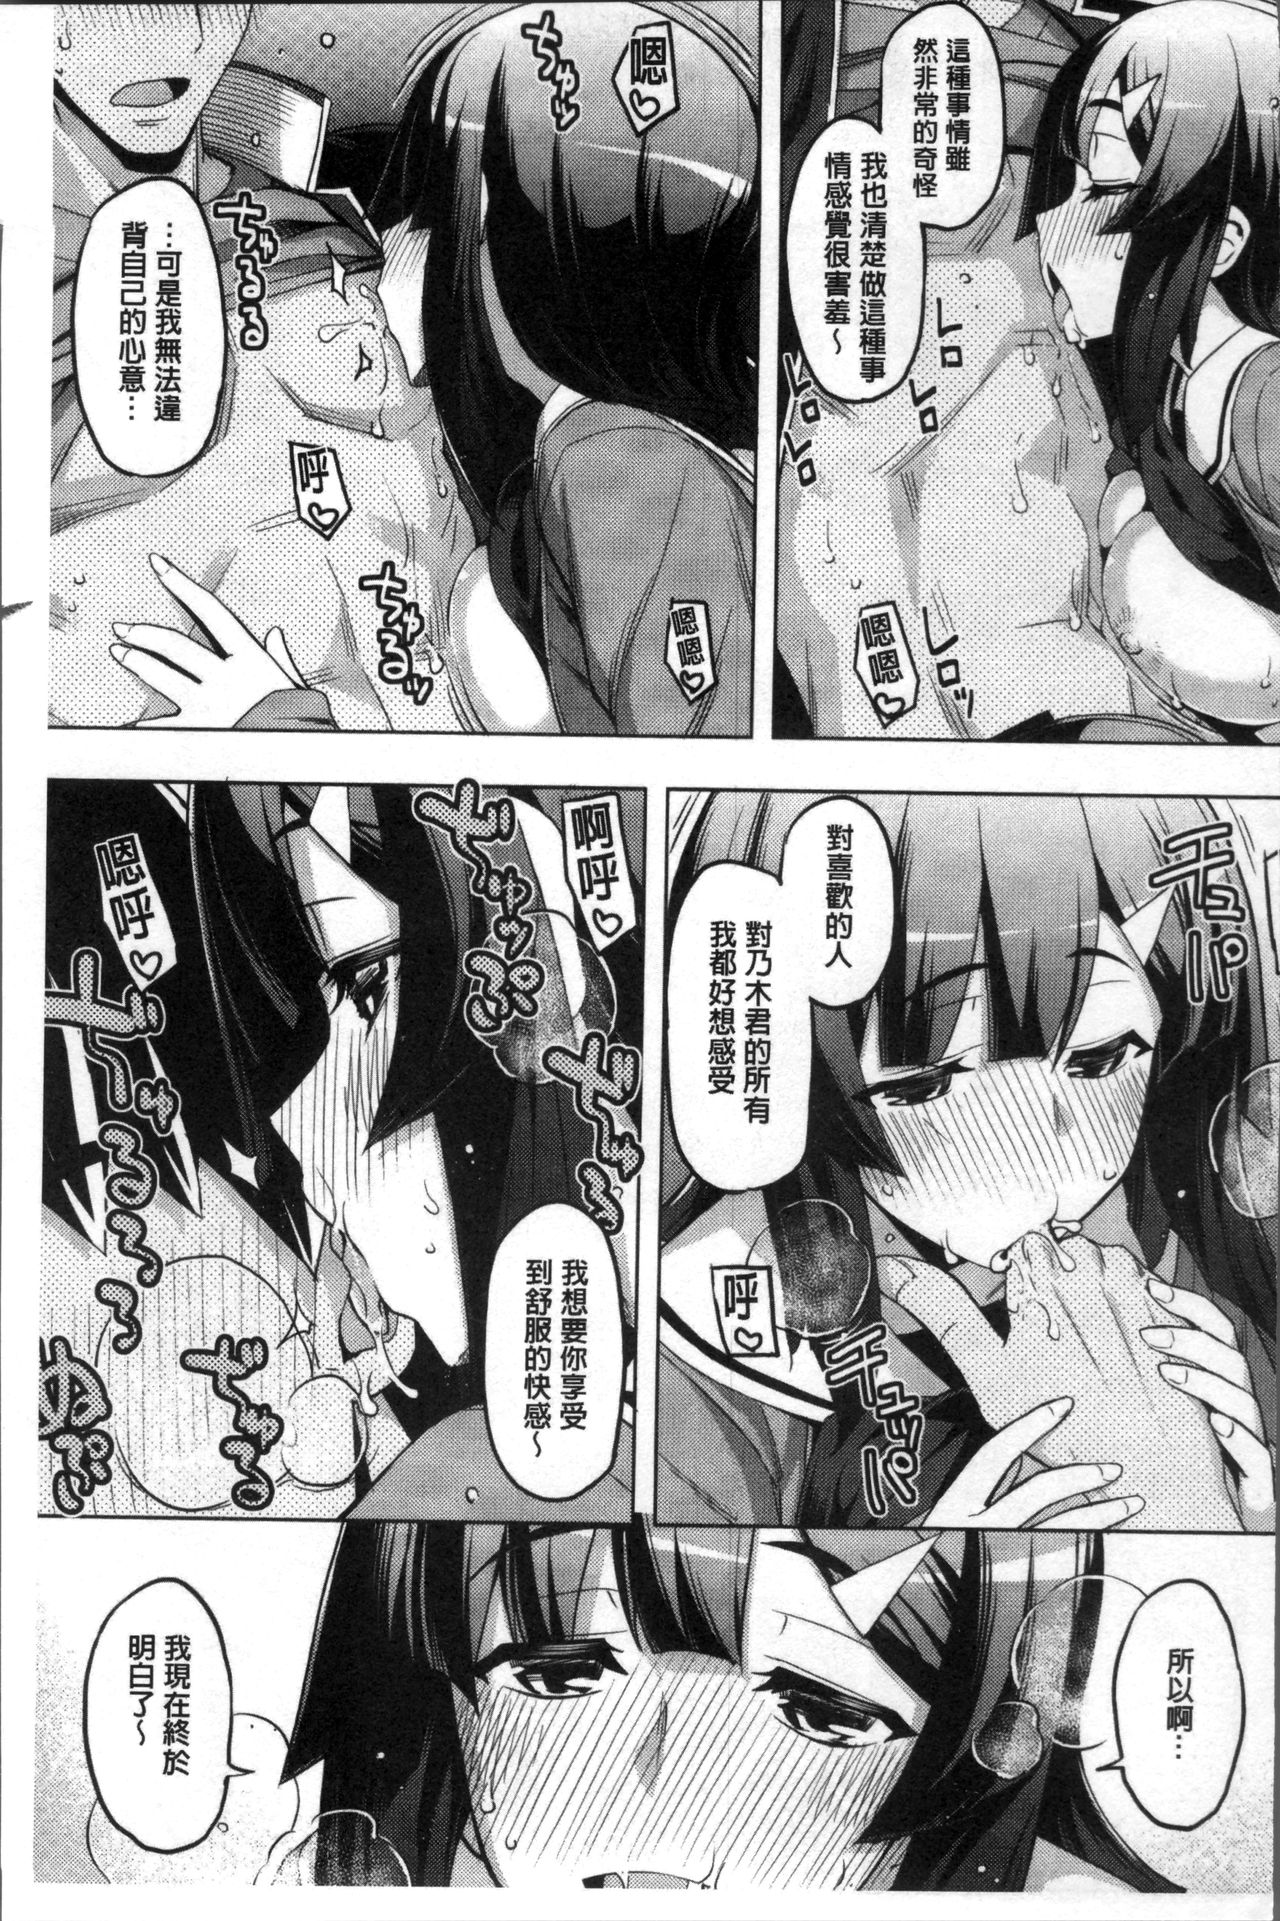 這種事情雖
然非常的奇怪
我也清楚做這種事
情感覺很害羞～
レロ
レロ
レロ
レロッ
嗯嗯♡
嗯♡
ちゅっ
ちゅるる
…可是我無法違
背自己的心意…
呼♡
ちゅるッ
嗯嗯♡
對喜歡的人
對乃木君的所有
我都好想感受
チュパ
呼♡
チュッパ
啊呼♡
嗯呼♡
我想要你享受
到舒服的快感～
所以啊…
我現在終於
明白了～